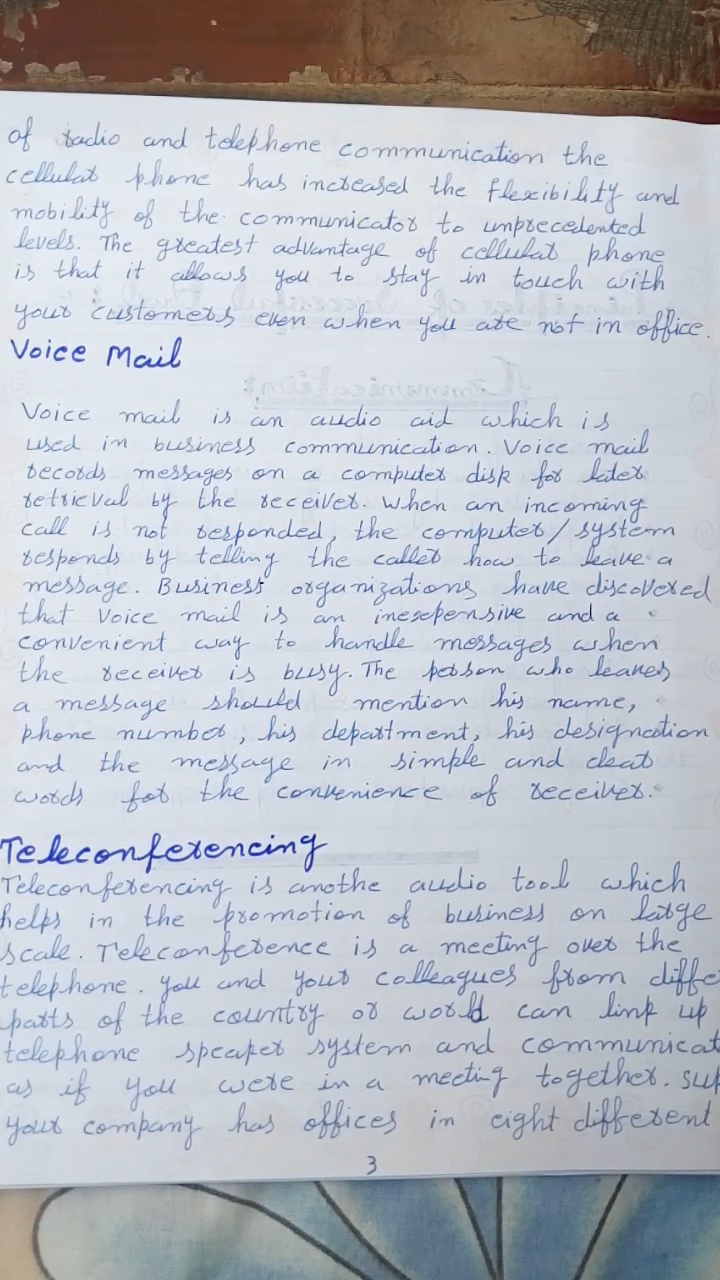 of radio and telephone communication the
cellular phone has increased the flexibility and
mobility of the communicator to unprecedented
levels. The greatest advantage of cellular phone
is that it allows you to stay in touch with
your customers even when you are not in office.
Voice Mail
Voice mail is an audio aid which is
used in business communication. Voice mail
records messages on a computer disk for later
retrieval by the receiver. When an incoming
call is not responded, the computer/system
responds by telling the caller how to leave a
message. Business organizations have discovered
that Voice mail is an inexepensive and a
convenient way to handle messages when
the receiver is busy. The person who leaves
a message should mention his name,
phone number, his department, his designation
and the message in simple and clear
words for the convenience of receiver.
Teleconferencing
Teleconferencing is anothe audio tool which
helps in the promotion of business on large
scale. Teleconference is a meeting over the
telephone. you and your colleagues from diffe
parts of the country or world can link up
telephone speaper system and communicat
as if you were in a meeting together. sup
your company has offices in eight different
3